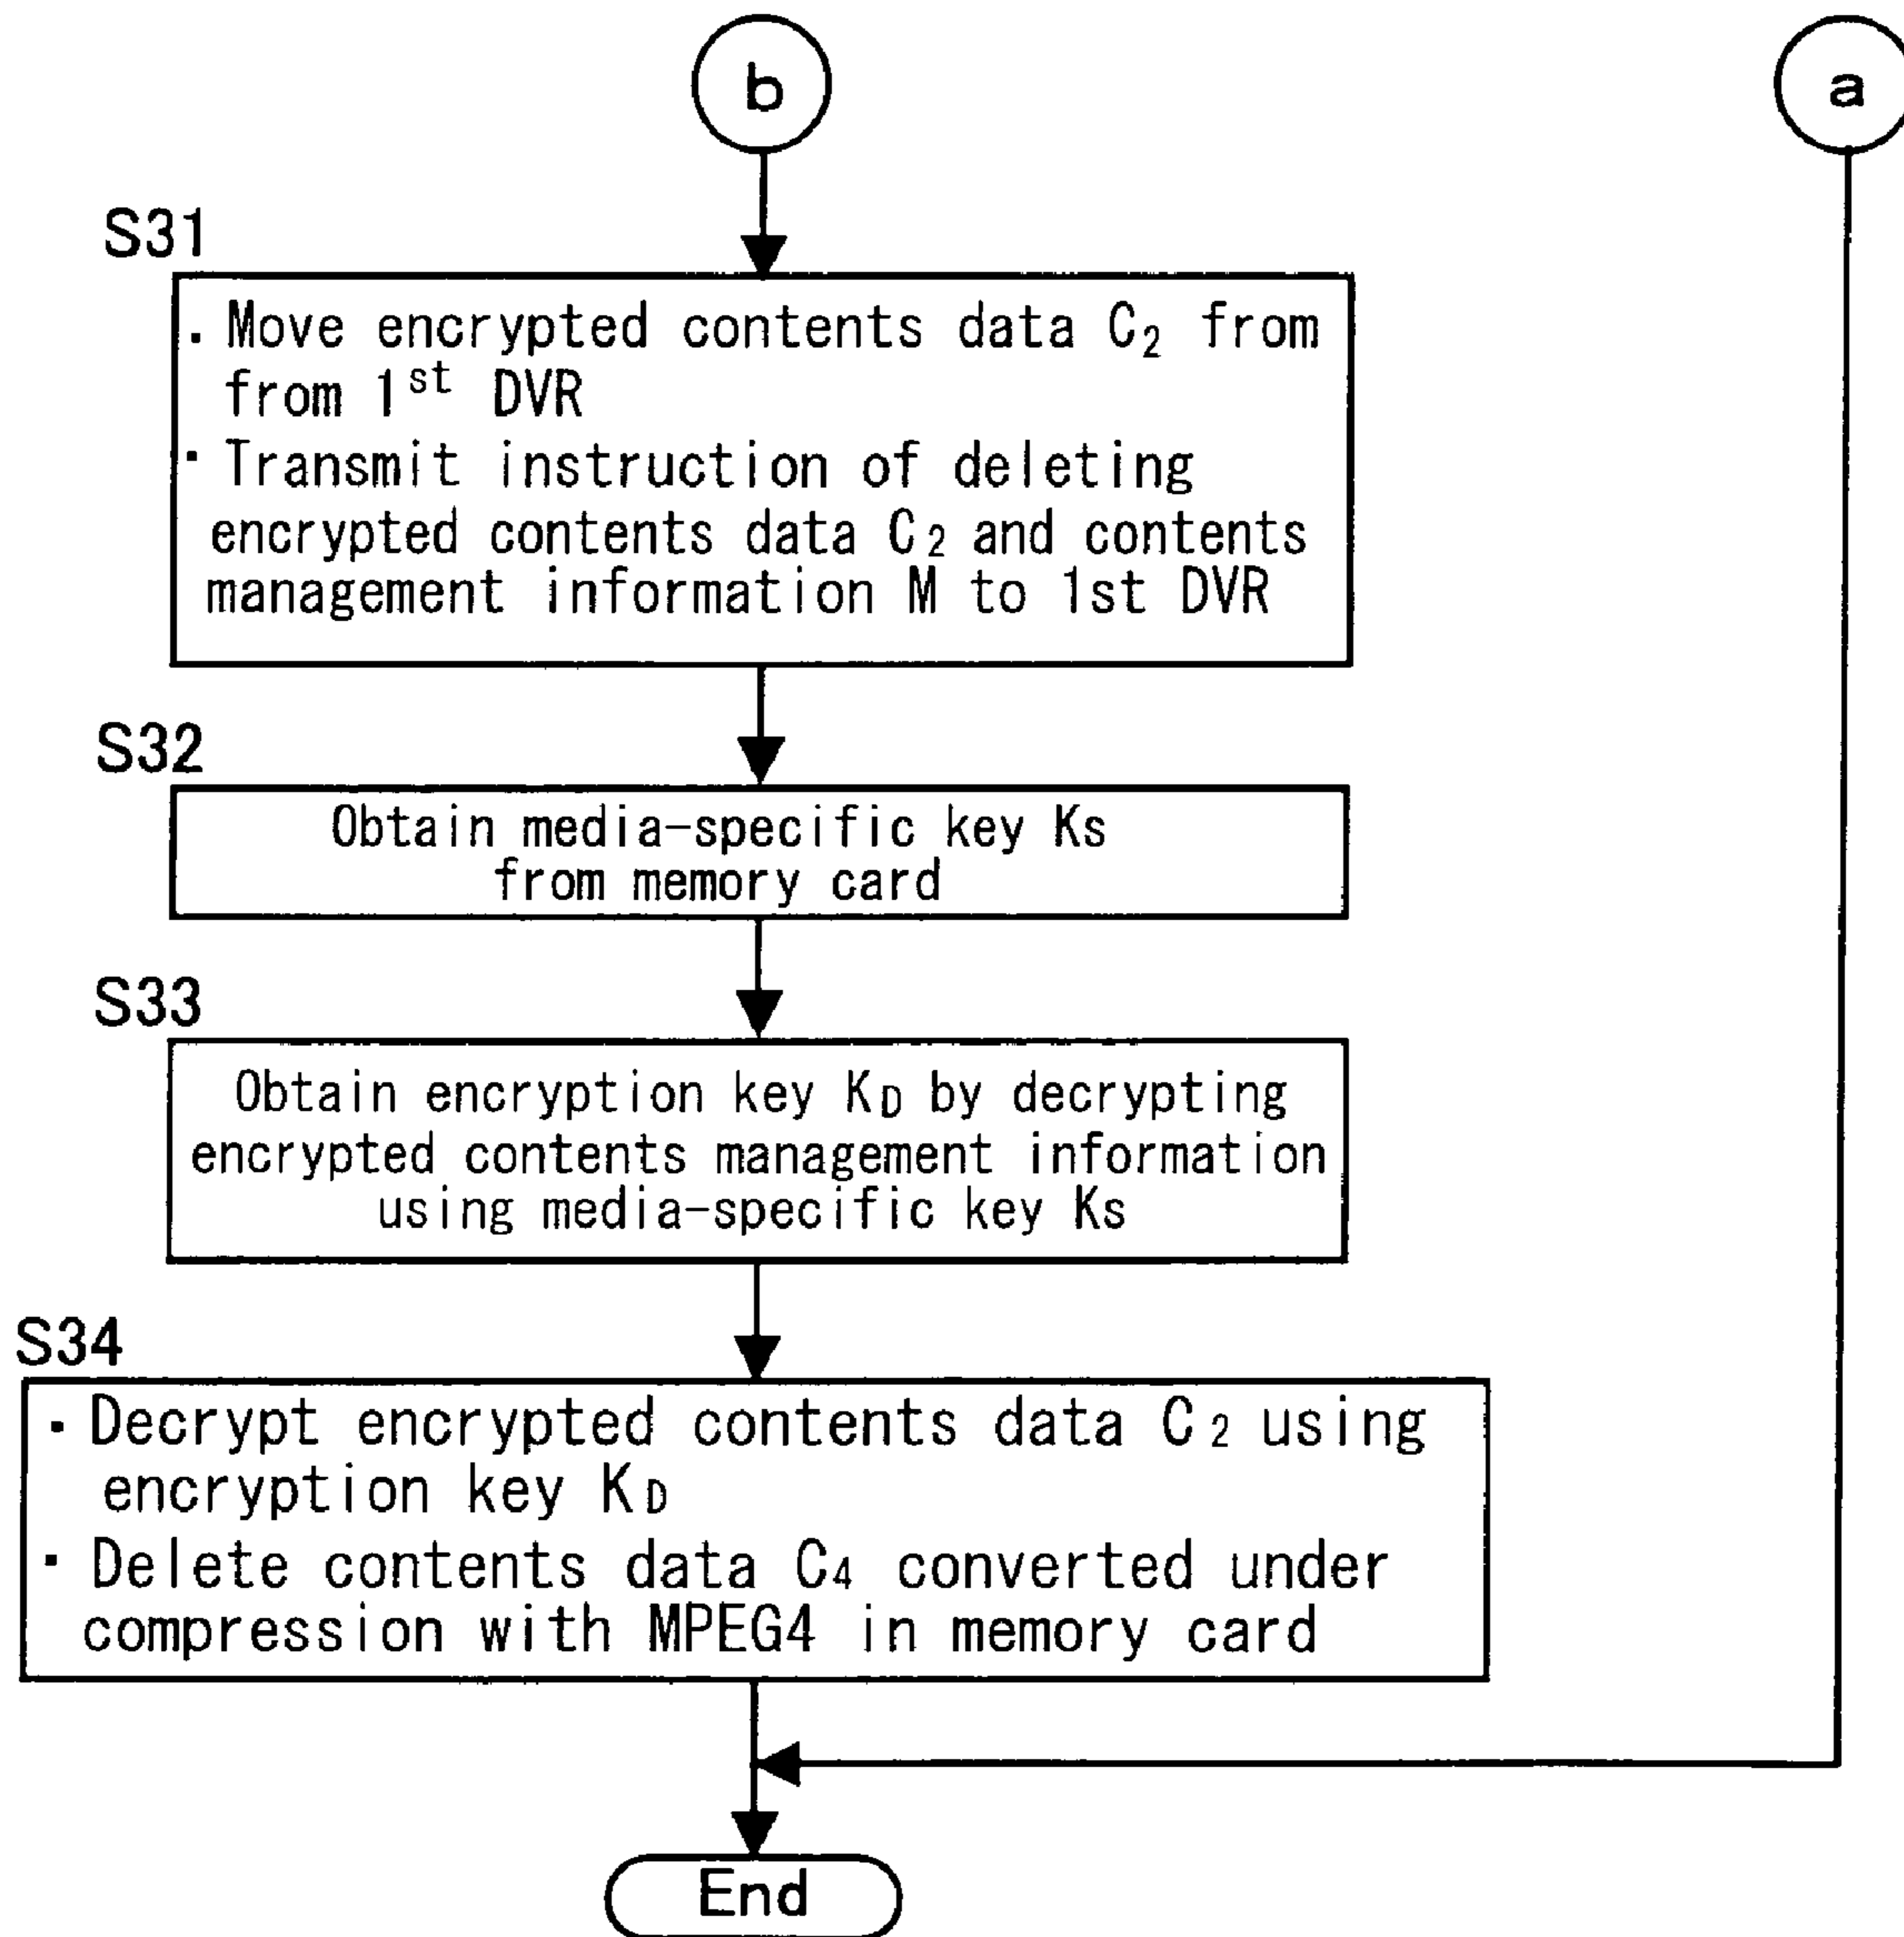 b
a
S31
・Move encrypted contents data C₂ from
from 1ˢᵗ DVR
・Transmit instruction of deleting
encrypted contents data C₂ and contents
management information M to 1st DVR
S32
Obtain media-specific key Ks
from memory card
S33
Obtain encryption key KD by decrypting
encrypted contents management information
using media-specific key Ks
S34
・Decrypt encrypted contents data C₂ using
encryption key KD
・Delete contents data C₄ converted under
compression with MPEG4 in memory card
End